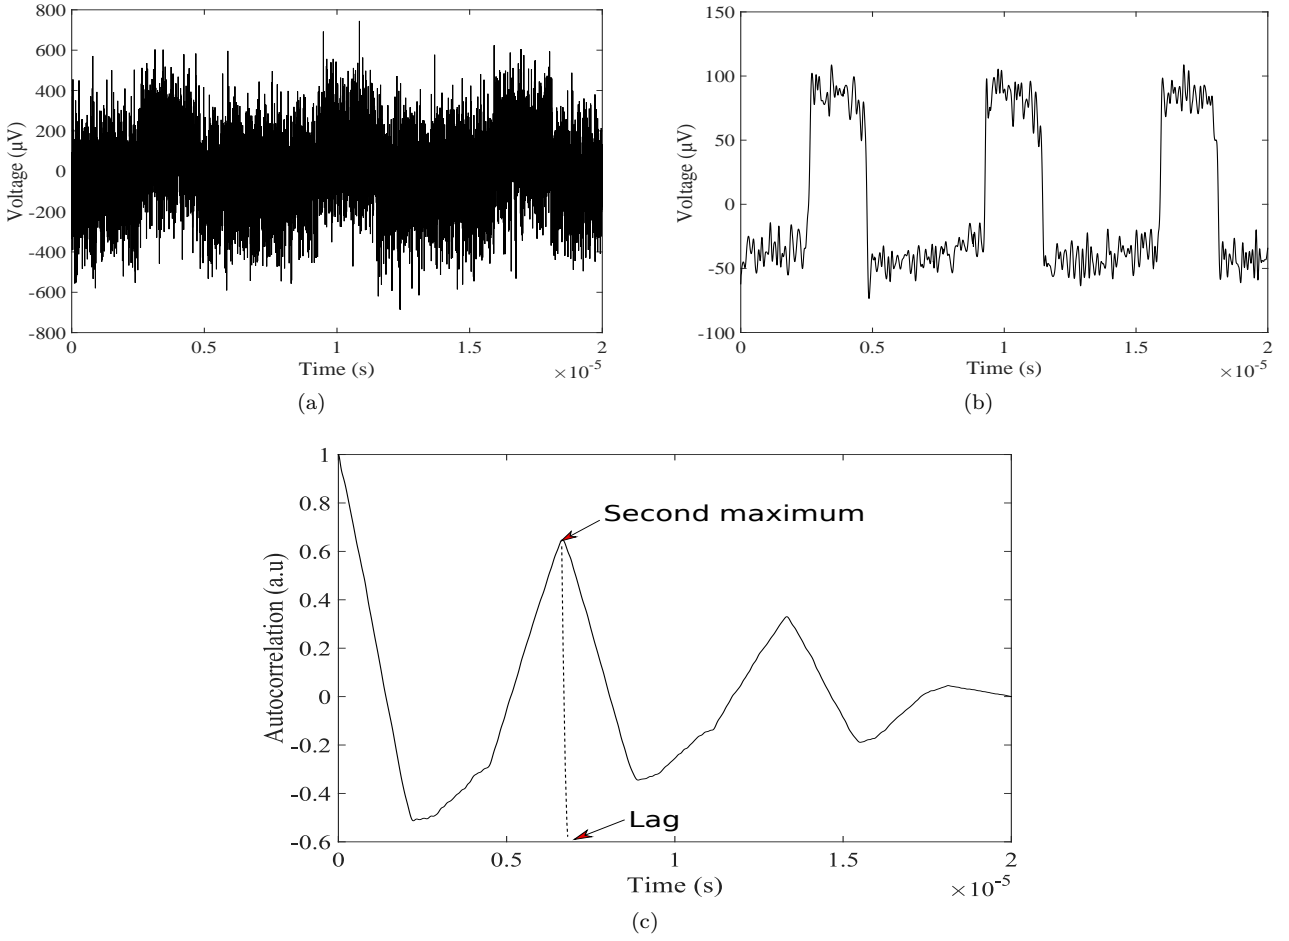 800
600
400
200
0
-200
-400
-600
-800
Voltage (µV)
0 0.5 1 1.5 2
Time (s)
×10-5
(a)
150
100
50
0
-50
-100
Voltage (µV)
0 0.5 1 1.5 2
Time (s)
×10-5
(b)
1
0.8
0.6
0.4
0.2
0
-0.2
-0.4
-0.6
Autocorrelation (a.u)
Second maximum
Lag
0 0.5 1 1.5 2
Time (s)
×10-5
(c)